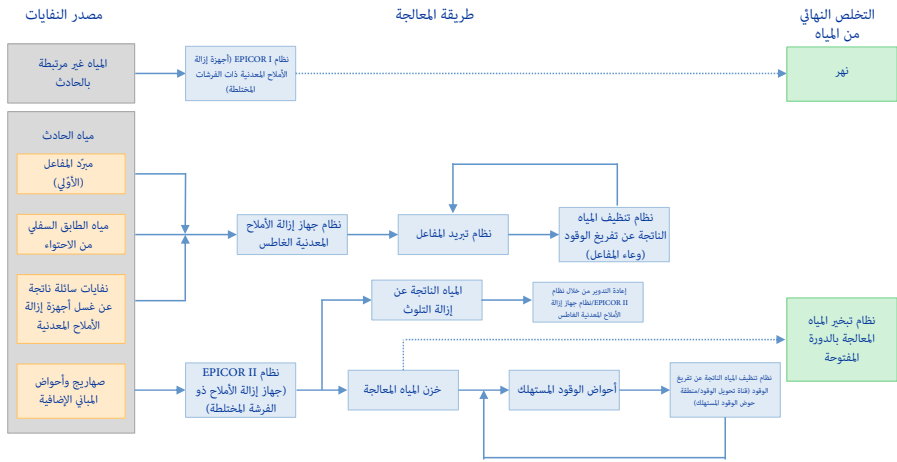 مصدر النفايات
طريقة المعالجة
التخلص النهائي
من المياه
المياه غير مرتبطة
بالحادث
نظام EPICOR I (أجهزة إزالة
الأملاح المعدنية ذات الفرشات
المختلطة)
نهر
مياه الحادث
مبرّد المفاعل
(الأوّلي)
مياه الطابق السفلي
من الاحتواء
نفايات سائلة ناتجة
عن غسل أجهزة إزالة
الأملاح المعدنية
صهاريج وأحواض
المباني الإضافية
نظام جهاز إزالة الأملاح
المعدنية الغاطس
نظام تبريد المفاعل
نظام تنظيف المياه
الناتجة عن تفريغ الوقود
(وعاء المفاعل)
المياه الناتجة عن
إزالة التلوث
إعادة التدوير من خلال نظام
EPICOR II/نظام جهاز إزالة
الأملاح المعدنية الغاطس
نظام EPICOR II
(جهاز إزالة الأملاح ذو
الفرشة المختلطة)
خزن المياه المعالجة
أحواض الوقود المستهلك
نظام تنظيف المياه الناتجة عن تفريغ
الوقود (قناة تحويل الوقود/منطقة
حوض الوقود المستهلك)
نظام تبخير المياه
المعالجة بالدورة
المفتوحة